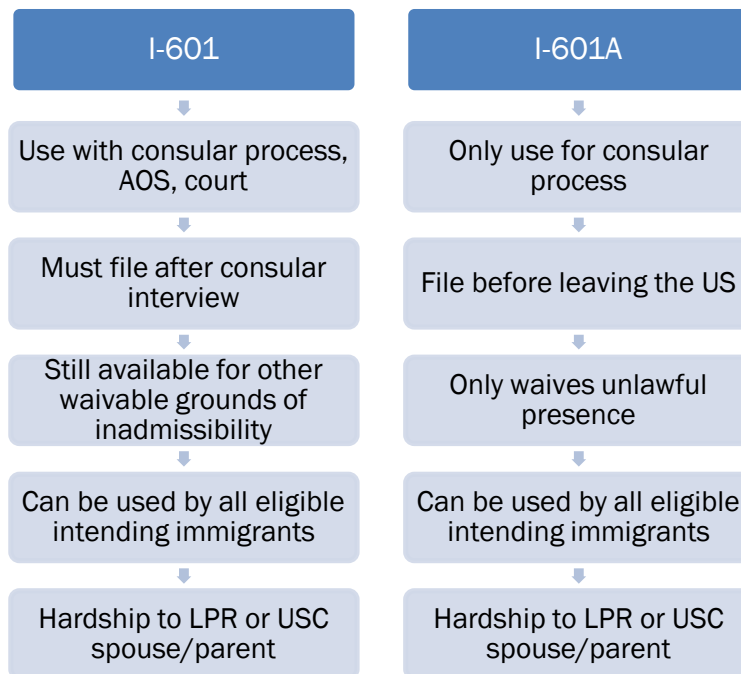 I-601
Use with consular process,
AOS, court
Must file after consular
interview
Still available for other
waivable grounds of
inadmissibility
Can be used by all eligible
intending immigrants
Hardship to LPR or USC
spouse/parent
I-601A
Only use for consular
process
File before leaving the US
Only waives unlawful
presence
Can be used by all eligible
intending immigrants
Hardship to LPR or USC
spouse/parent